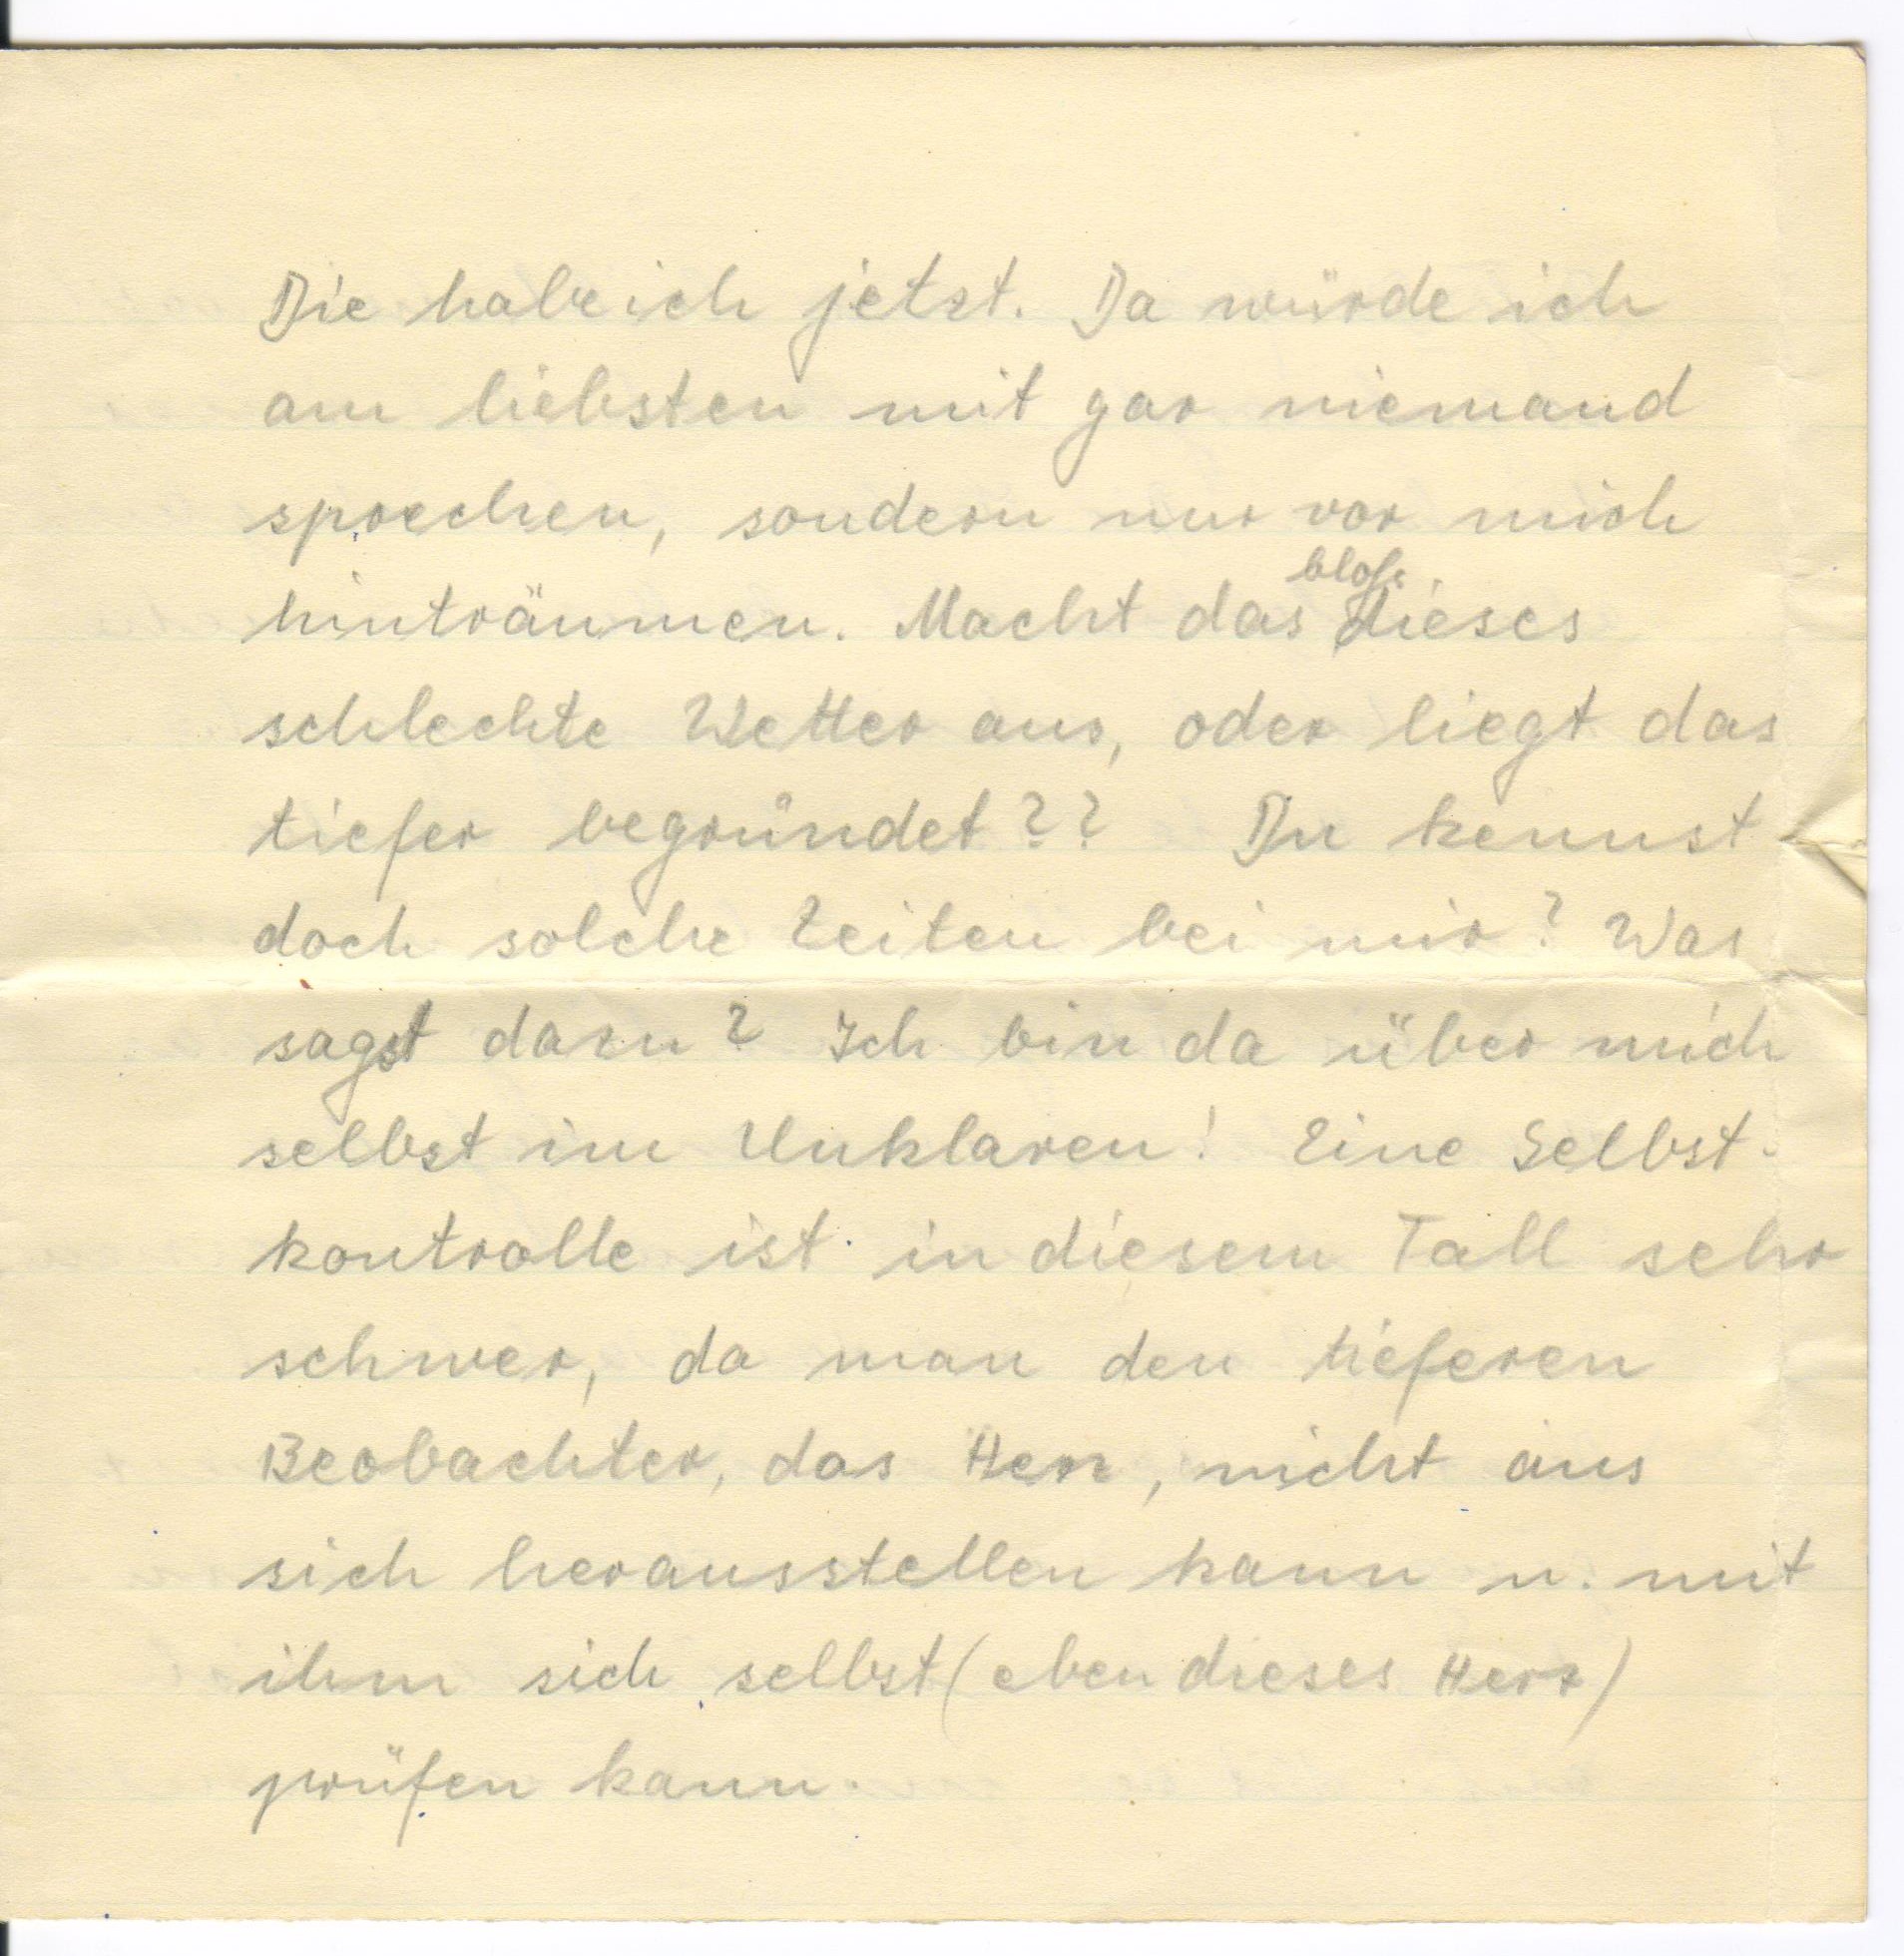 Die habe ich jetzt. Da würde ich
am liebsten mit gar niemand
sprechen, sondern nur vor mich
hinträumen. Macht das bloß dieses
schlechte Wetter aus, oder liegt das
tiefer begründet?? Du kennst
doch solche Zeiten bei mir? Was
sagst dazu? Ich bin da über mich
selbst im Unklaren! Eine Selbst-
kontrolle ist in diesem Fall sehr
schwer, da man den tieferen
Beobachter, das Herz, nicht aus
sich herausstellen kann u. mit
ihm sich selbst (eben dieses Herz)
prüfen kann.